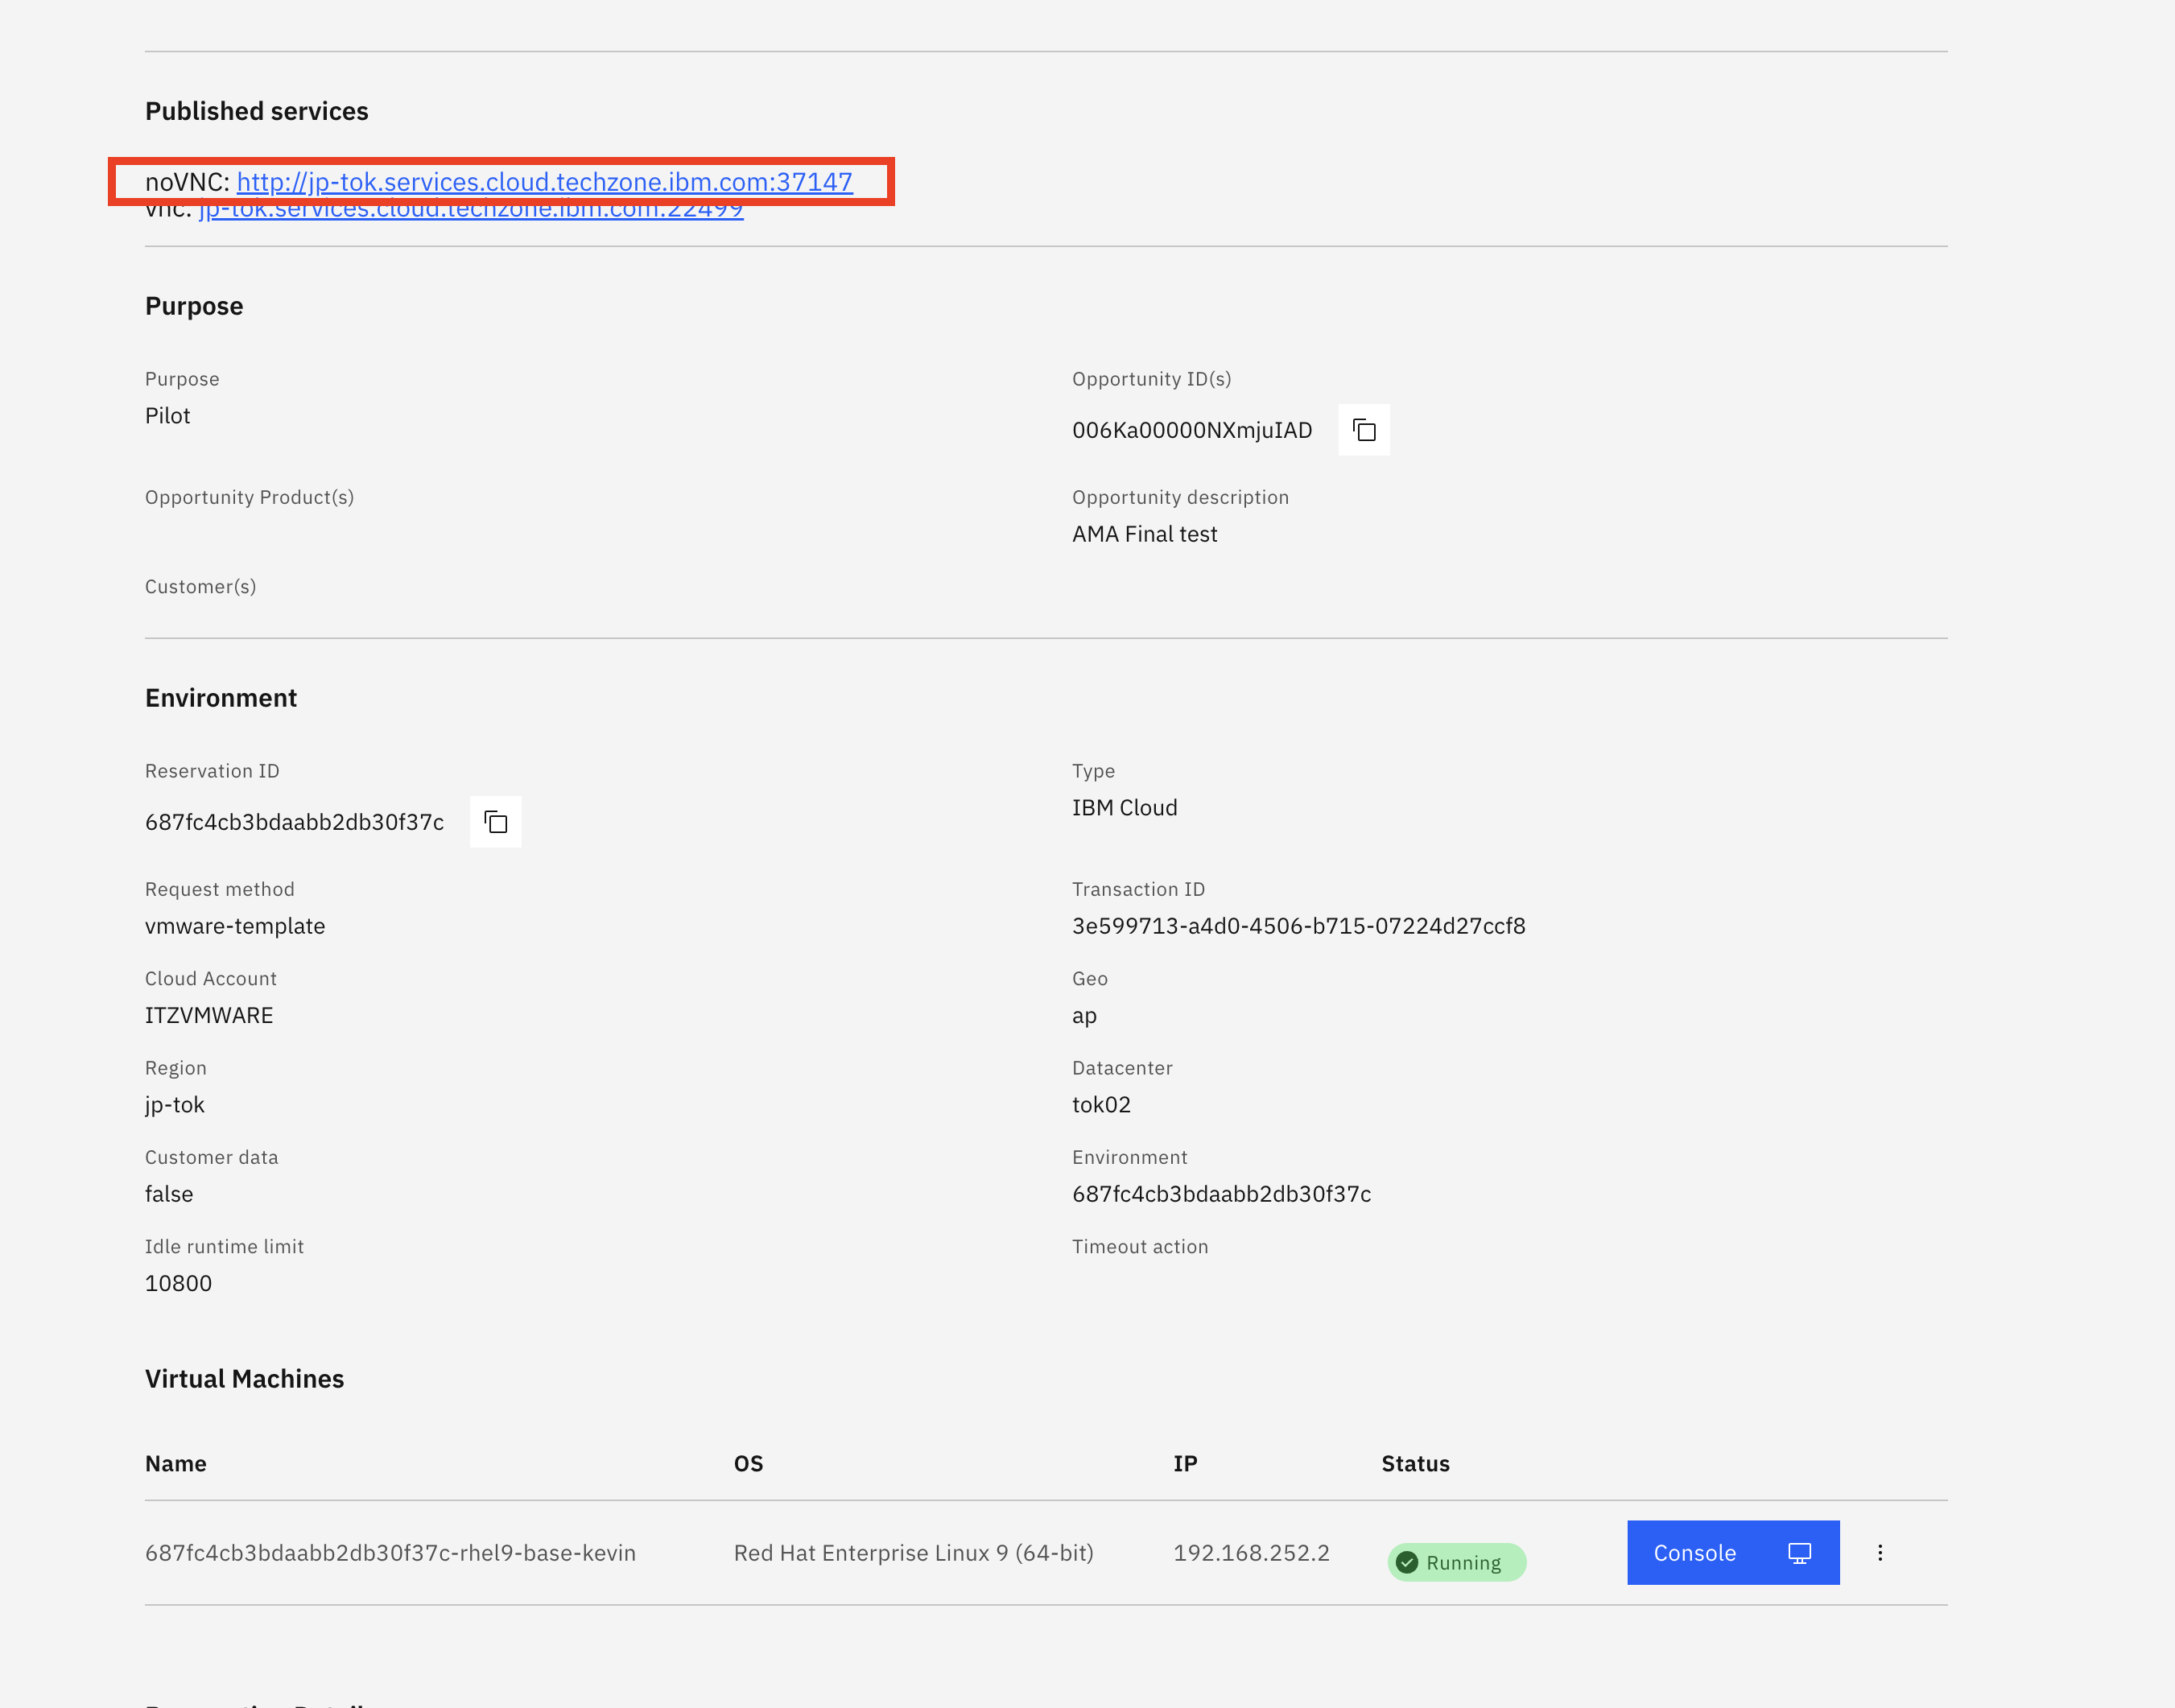 Published services
noVNC: http://jp-tok.services.cloud.techzone.ibm.com:37147
vnc: jp-tok.services.cloud.techzone.ibm.com:22499
Purpose
Purpose
Pilot
Opportunity ID(s)
006Ka00000NXmjuIAD
Opportunity Product(s)
Opportunity description
AMA Final test
Customer(s)
Environment
Reservation ID
687fc4cb3bdaabb2db30f37c
Type
IBM Cloud
Request method
vmware-template
Transaction ID
3e599713-a4d0-4506-b715-07224d27ccf8
Cloud Account
ITZVMWARE
Geo
ap
Region
jp-tok
Datacenter
tok02
Customer data
false
Environment
687fc4cb3bdaabb2db30f37c
Idle runtime limit
10800
Timeout action
Virtual Machines
Name OS IP Status
687fc4cb3bdaabb2db30f37c-rhel9-base-kevin Red Hat Enterprise Linux 9 (64-bit) 192.168.252.2 Running Console